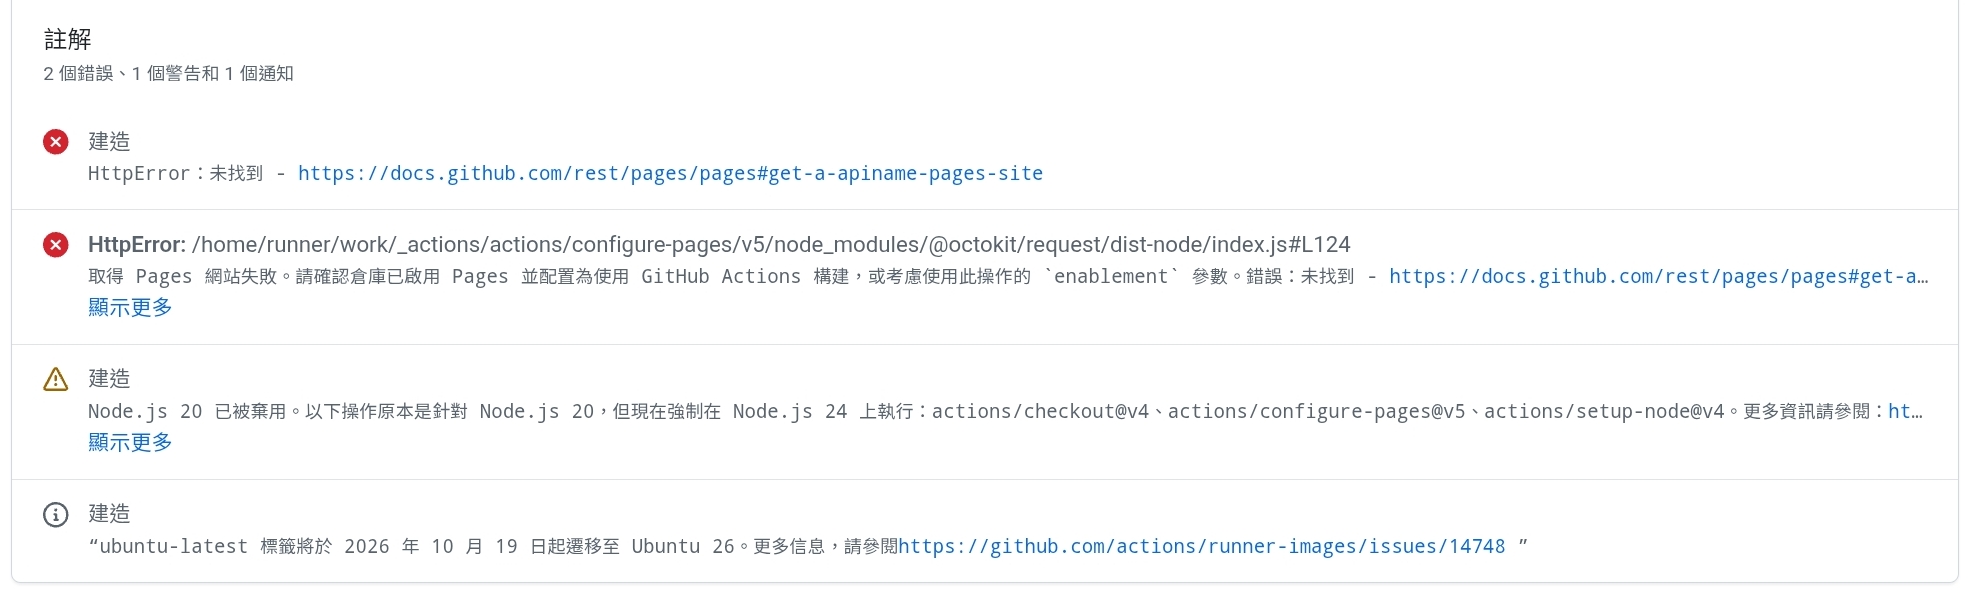 註解
2 個錯誤、1 個警告和 1 個通知
建造
HttpError：未找到 - https://docs.github.com/rest/pages/pages#get-a-apiname-pages-site
HttpError: /home/runner/work/_actions/actions/configure-pages/v5/node_modules/@octokit/request/dist-node/index.js#L124
取得 Pages 網站失敗。請確認倉庫已啟用 Pages 並配置為使用 GitHub Actions 構建，或考慮使用此操作的 `enablement` 參數。錯誤：未找到 - https://docs.github.com/rest/pages/pages#get-a…
顯示更多
建造
Node.js 20 已被棄用。以下操作原本是針對 Node.js 20，但現在強制在 Node.js 24 上執行：actions/checkout@v4、actions/configure-pages@v5、actions/setup-node@v4。更多資訊請參閱：ht…
顯示更多
建造
“ubuntu-latest 標籤將於 2026 年 10 月 19 日起遷移至 Ubuntu 26。更多信息，請參閱https://github.com/actions/runner-images/issues/14748 ”